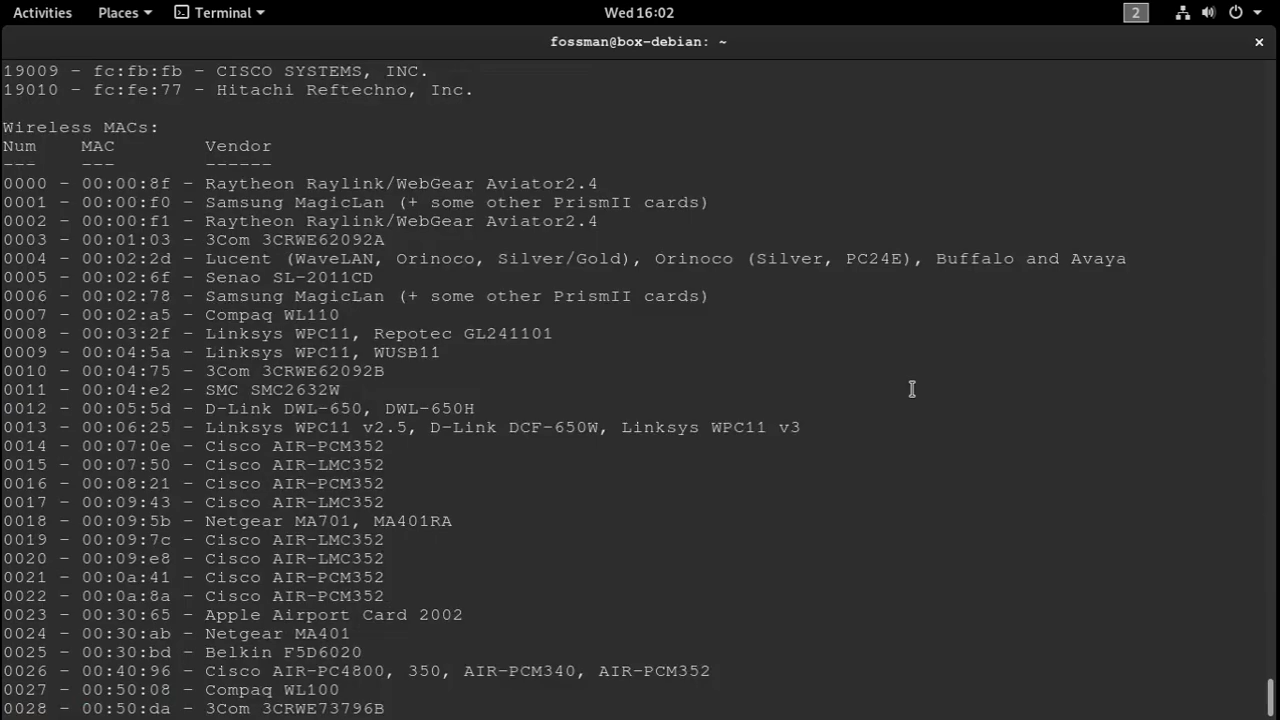 Activities Places Terminal Wed 16:02 2
fossman@box-debian: ~ ×
19009 - fc:fb:fb - CISCO SYSTEMS, INC.
19010 - fc:fe:77 - Hitachi Reftechno, Inc.
Wireless MACs:
Num MAC Vendor
--- --- ------
0000 - 00:00:8f - Raytheon Raylink/WebGear Aviator2.4
0001 - 00:00:f0 - Samsung MagicLan (+ some other PrismII cards)
0002 - 00:00:f1 - Raytheon Raylink/WebGear Aviator2.4
0003 - 00:01:03 - 3Com 3CRWE62092A
0004 - 00:02:2d - Lucent (WaveLAN, Orinoco, Silver/Gold), Orinoco (Silver, PC24E), Buffalo and Avaya
0005 - 00:02:6f - Senao SL-2011CD
0006 - 00:02:78 - Samsung MagicLan (+ some other PrismII cards)
0007 - 00:02:a5 - Compaq WL110
0008 - 00:03:2f - Linksys WPC11, Repotec GL241101
0009 - 00:04:5a - Linksys WPC11, WUSB11
0010 - 00:04:75 - 3Com 3CRWE62092B
0011 - 00:04:e2 - SMC SMC2632W
0012 - 00:05:5d - D-Link DWL-650, DWL-650H
0013 - 00:06:25 - Linksys WPC11 v2.5, D-Link DCF-650W, Linksys WPC11 v3
0014 - 00:07:0e - Cisco AIR-PCM352
0015 - 00:07:50 - Cisco AIR-LMC352
0016 - 00:08:21 - Cisco AIR-PCM352
0017 - 00:09:43 - Cisco AIR-LMC352
0018 - 00:09:5b - Netgear MA701, MA401RA
0019 - 00:09:7c - Cisco AIR-LMC352
0020 - 00:09:e8 - Cisco AIR-LMC352
0021 - 00:0a:41 - Cisco AIR-PCM352
0022 - 00:0a:8a - Cisco AIR-PCM352
0023 - 00:30:65 - Apple Airport Card 2002
0024 - 00:30:ab - Netgear MA401
0025 - 00:30:bd - Belkin F5D6020
0026 - 00:40:96 - Cisco AIR-PC4800, 350, AIR-PCM340, AIR-PCM352
0027 - 00:50:08 - Compaq WL100
0028 - 00:50:da - 3Com 3CRWE73796B